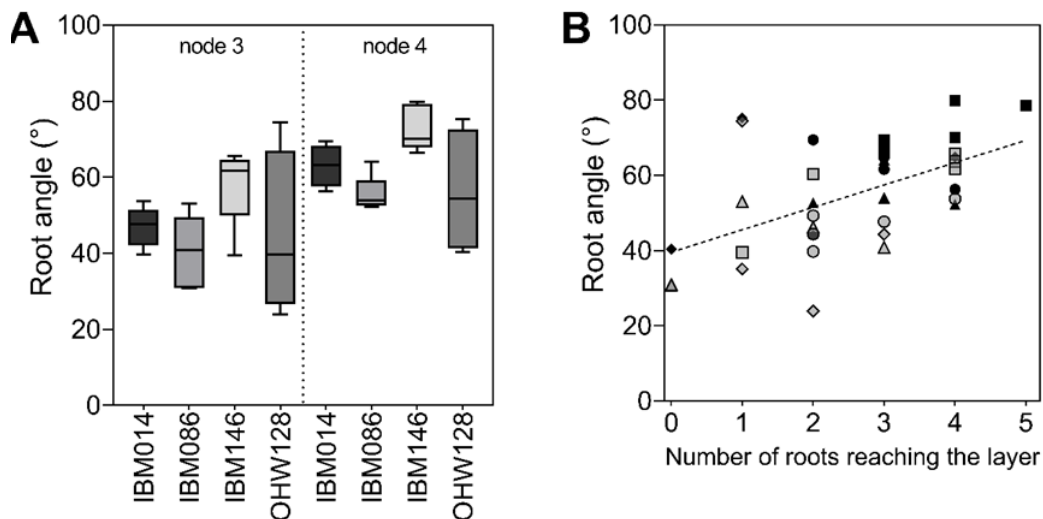 A
B
node 3
node 4
Root angle (°)
100
80
60
40
20
0
IBM014
IBM086
IBM146
OHW128
IBM014
IBM086
IBM146
OHW128
Root angle (°)
100
80
60
40
20
0
0 1 2 3 4 5
Number of roots reaching the layer